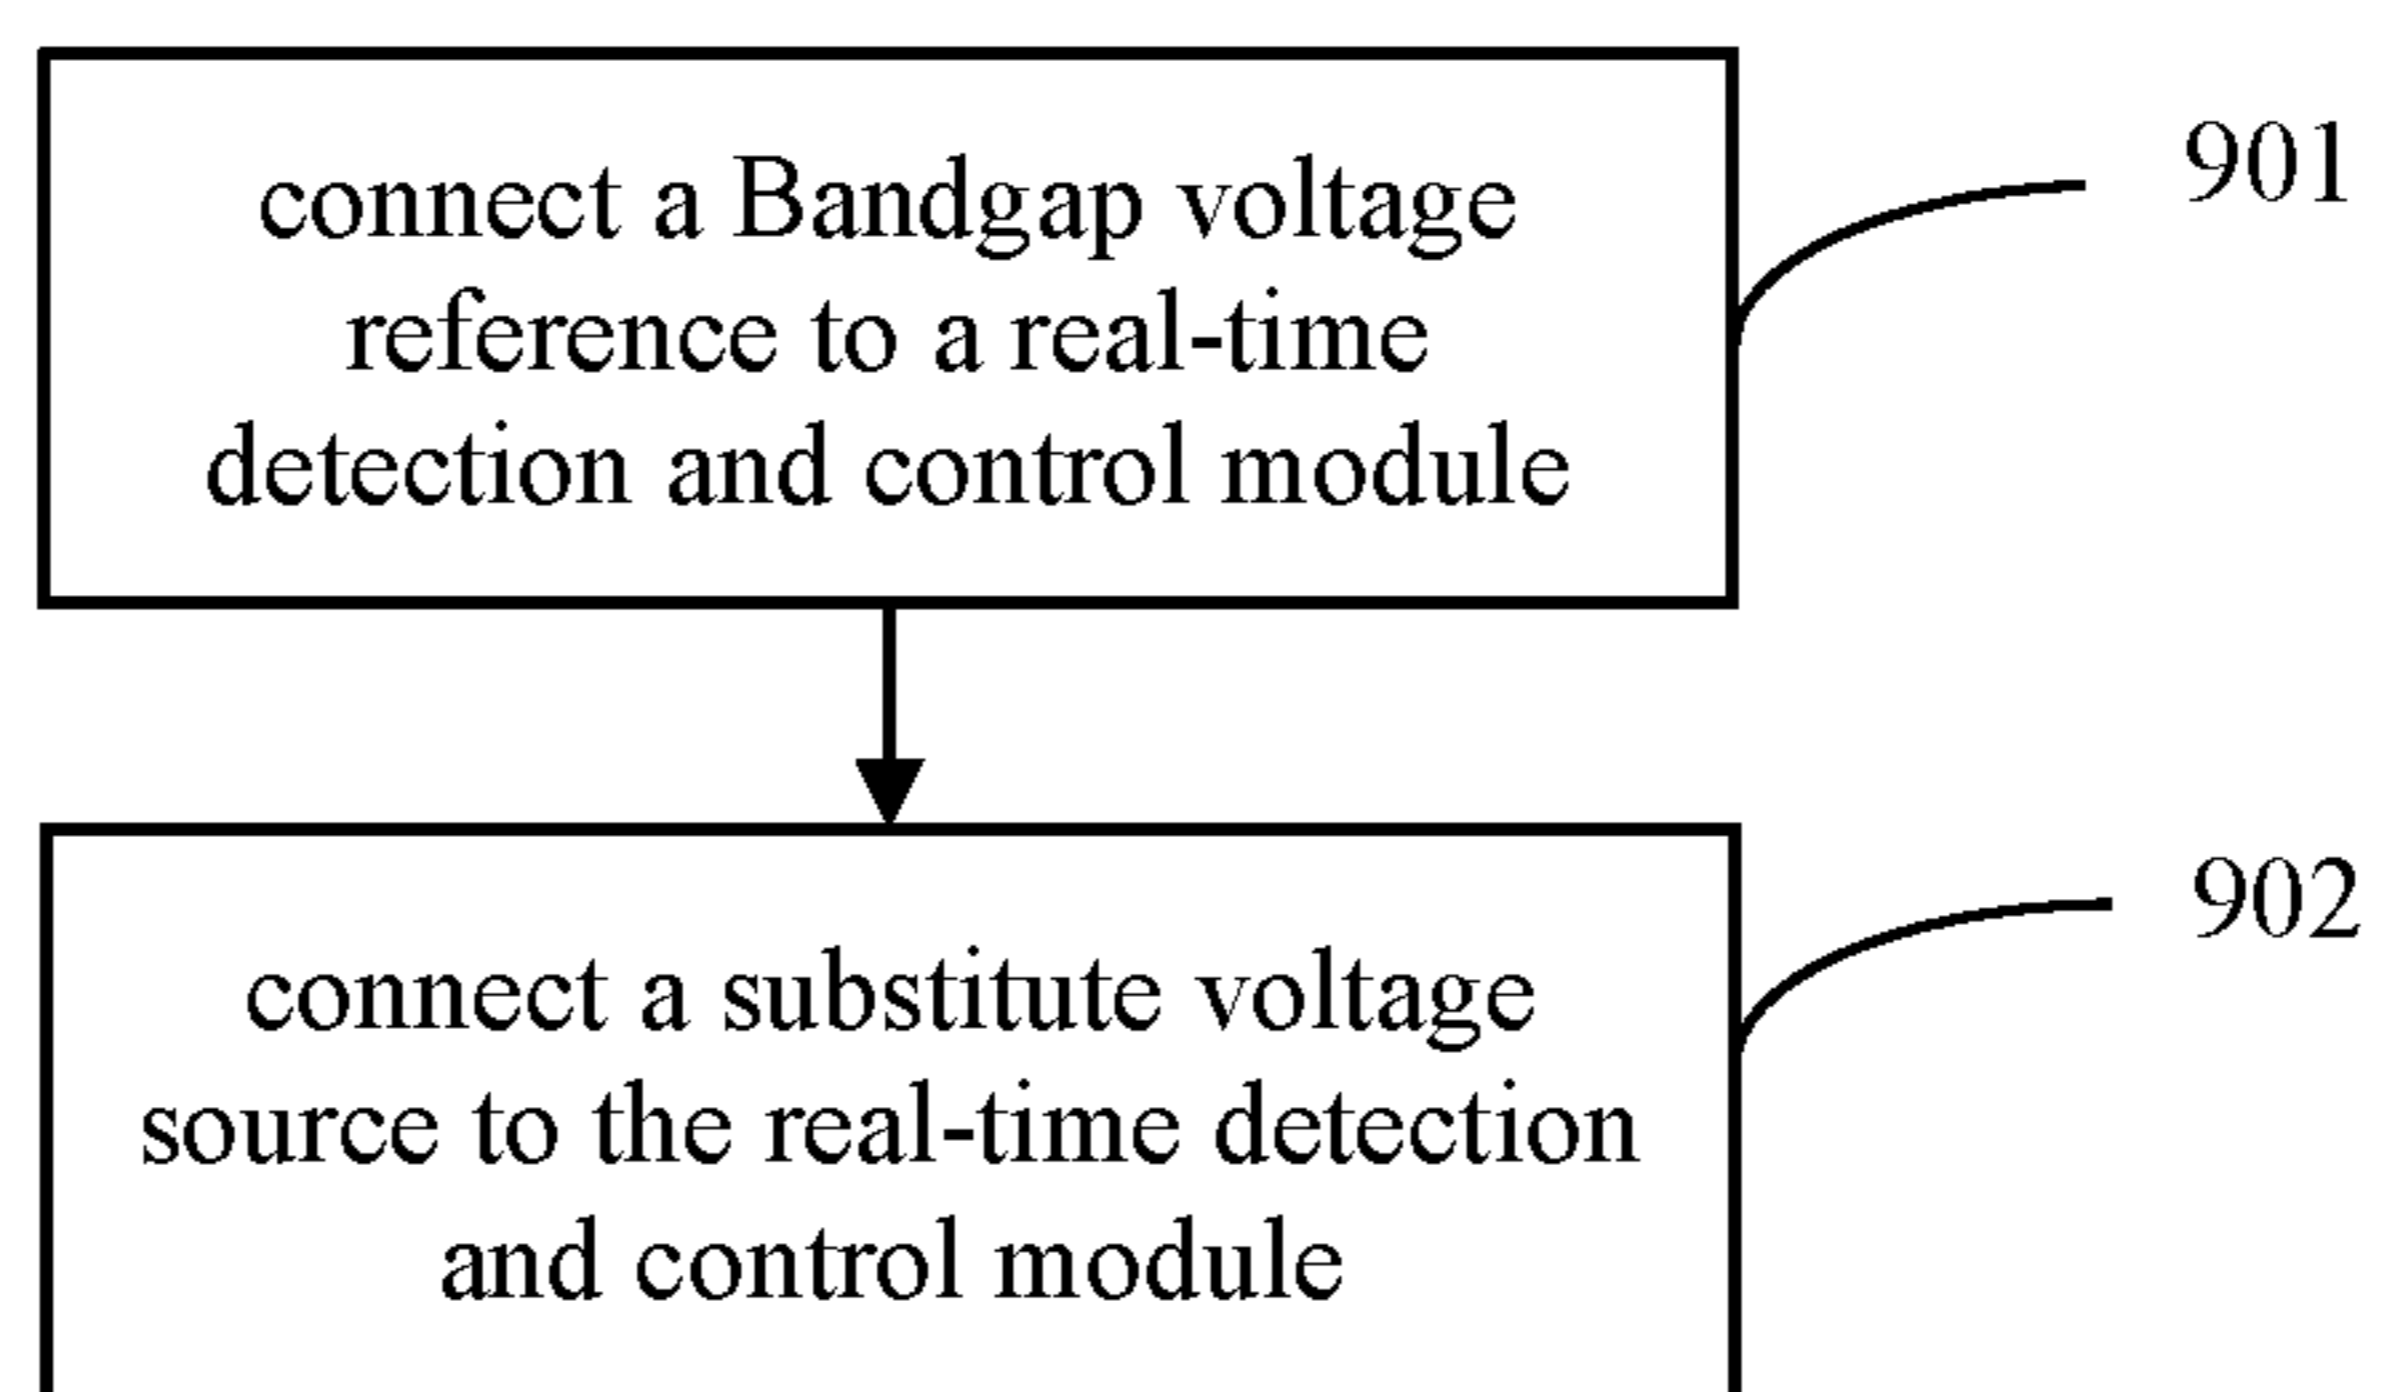 connect a Bandgap voltage
reference to a real-time
detection and control module
901
connect a substitute voltage
source to the real-time detection
and control module
902